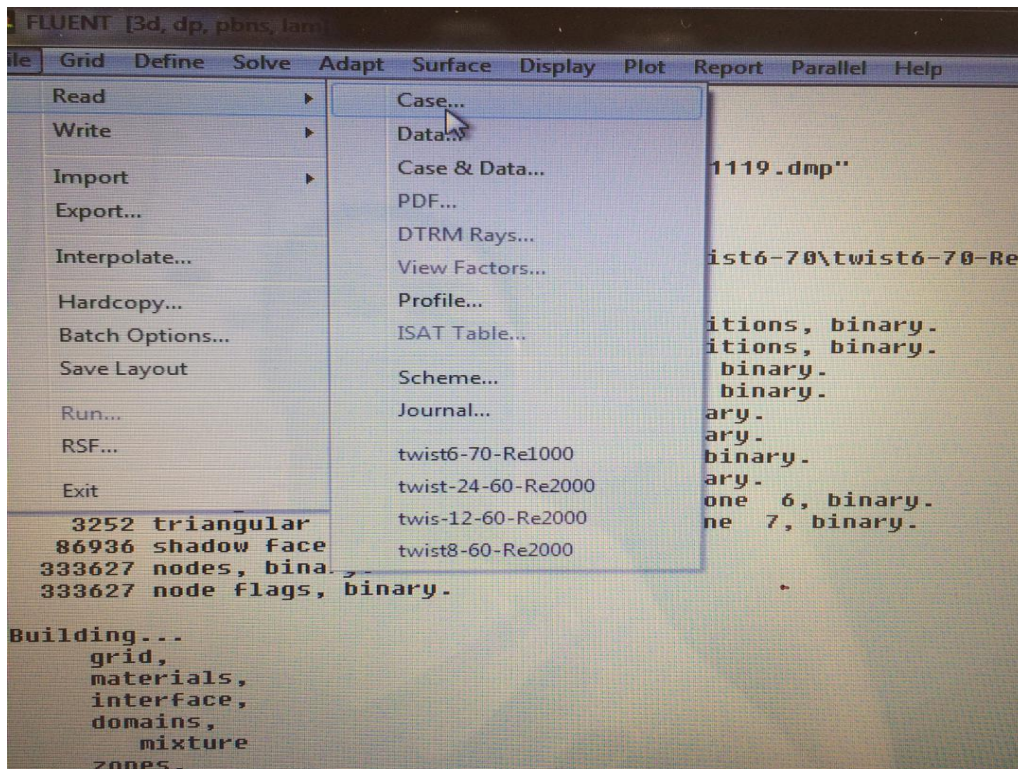 FLUENT [3d, dp, pbns, lam
ile Grid Define Solve Adapt Surface Display Plot Report Parallel Help
Read
Write
Import
Export...
Interpolate...
Hardcopy...
Batch Options...
Save Layout
Run...
RSF...
Exit
Case...
Data...
Case & Data...
PDF...
DTRM Rays...
View Factors...
Profile...
ISAT Table...
Scheme...
Journal...
twist6-70-Re1000
twist-24-60-Re2000
twis-12-60-Re2000
twist8-60-Re2000
1119.dmp"
ist6-70\twist6-70-Re
itions, binary.
itions, binary.
binary.
binary.
ary.
ary.
binary.
ary.
one 6, binary.
ne 7, binary.
3252 triangular
86936 shadow face
333627 nodes, bina
333627 node flags, binary.
Building...
grid,
materials,
interface,
domains,
mixture
zones,